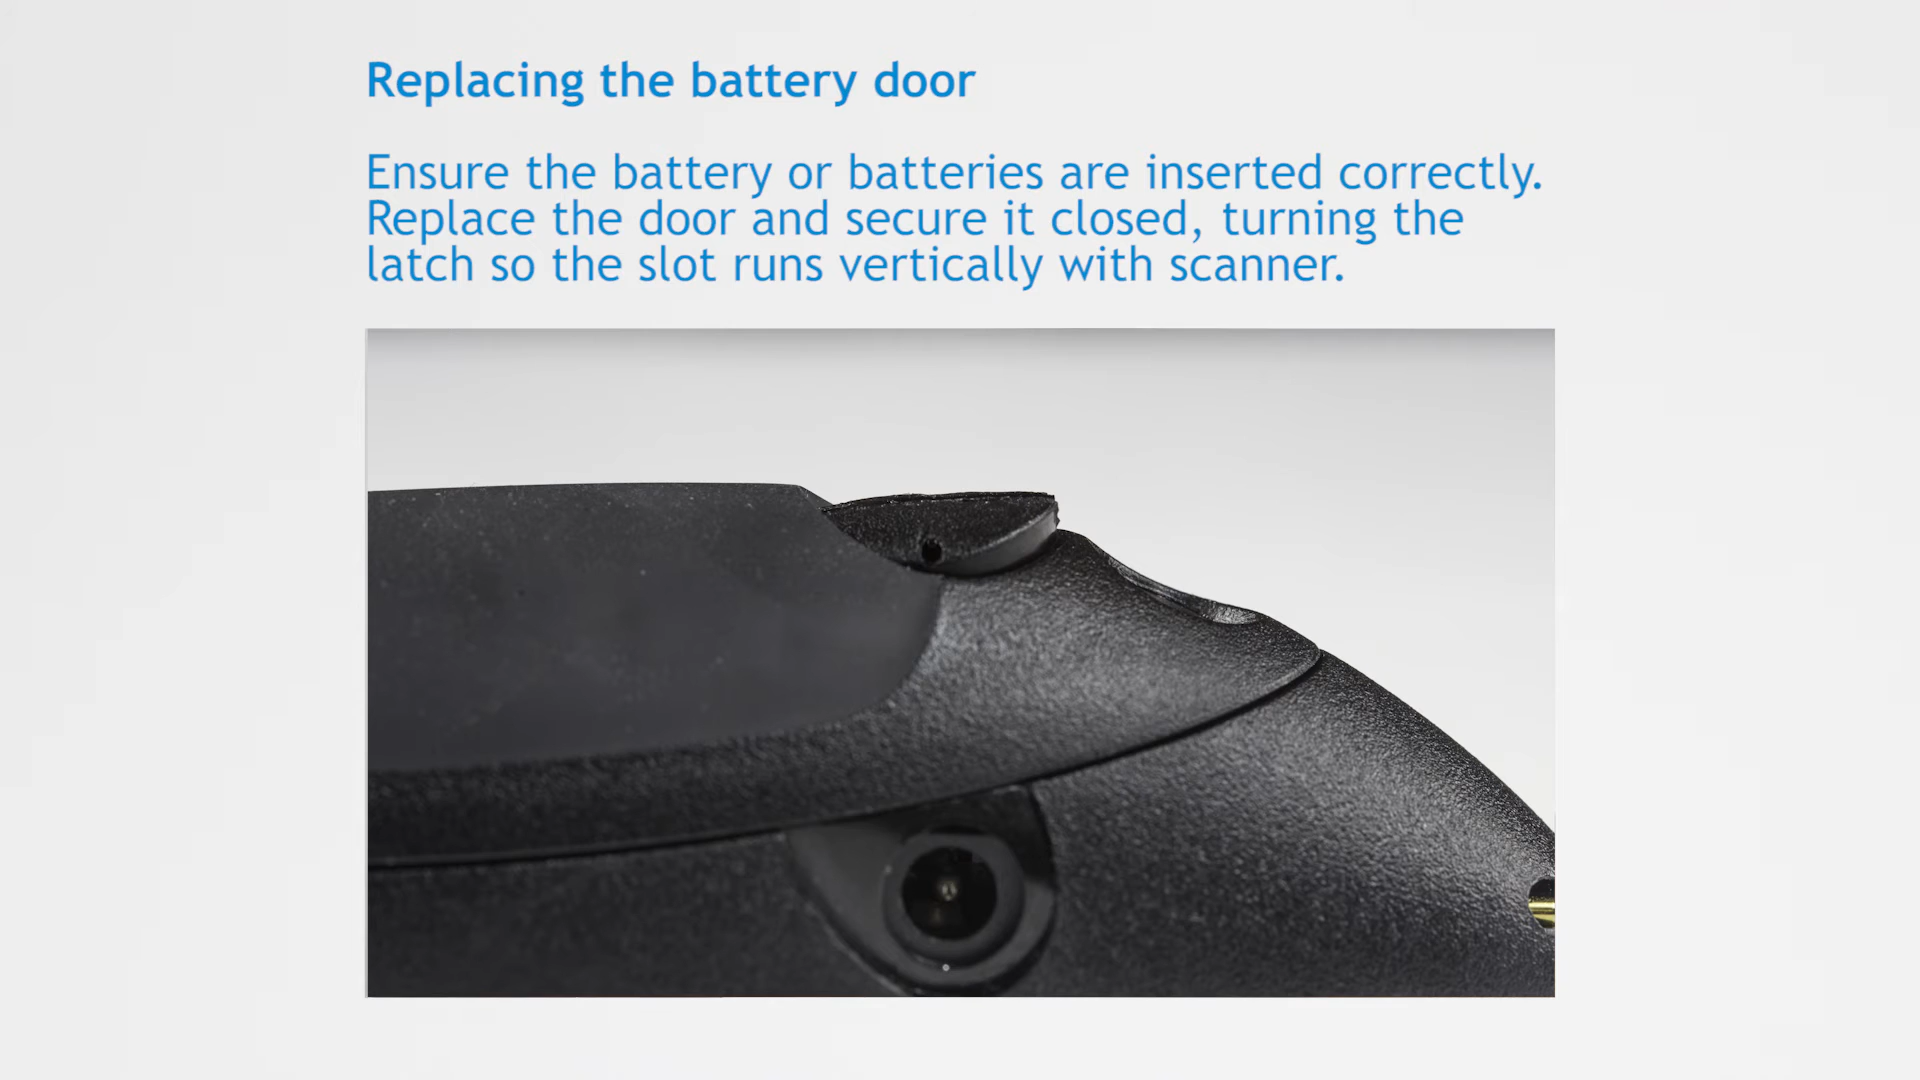 Replacing the battery door
Ensure the battery or batteries are inserted correctly.
Replace the door and secure it closed, turning the
latch so the slot runs vertically with scanner.